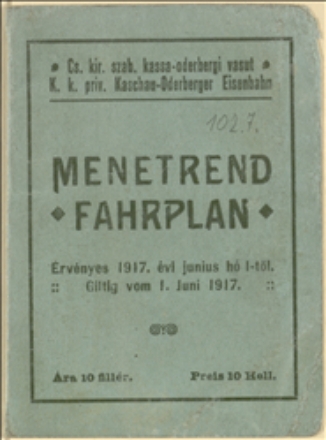 * Cs. kir. szab. kassa-oderbergi vasut *
K. k. priv. Kaschau-Oderberger Eisenbahn
102.7.
MENETREND
FAHRPLAN
Érvényes 1917. évi junius hó 1-től.
:: Giltig vom 1. Juni 1917. ::
Ára 10 fillér. Preis 10 Hell.